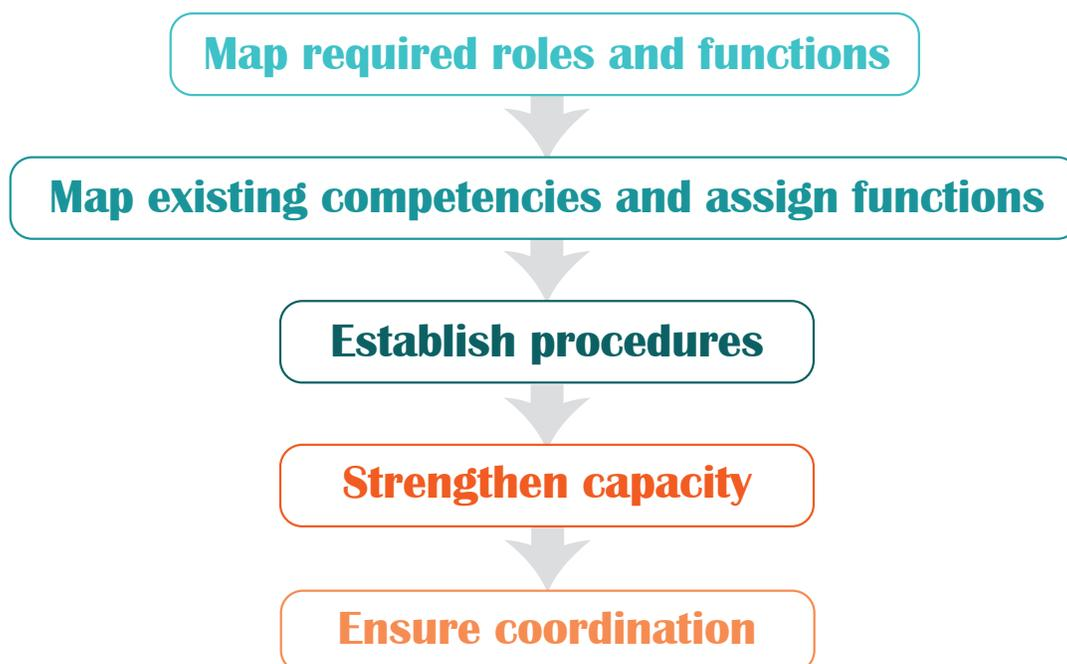 Map required roles and functions
Map existing competencies and assign functions
Establish procedures
Strengthen capacity
Ensure coordination